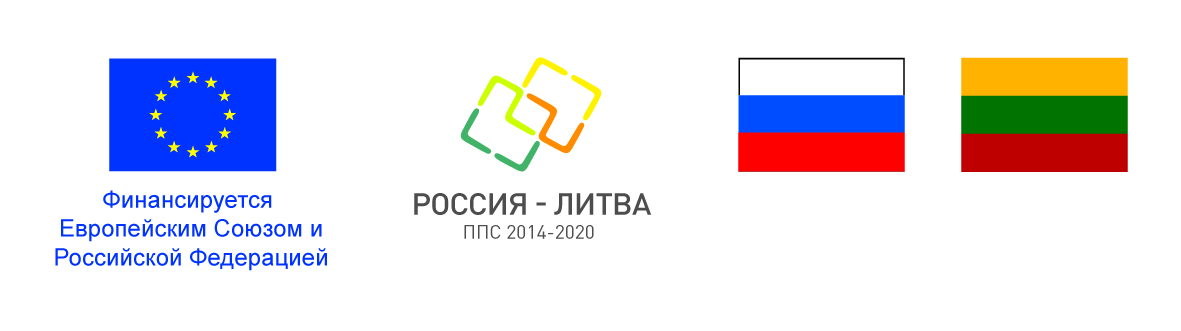 Финансируется
Европейским Союзом и
Российской Федерацией
РОССИЯ - ЛИТВА
ППС 2014-2020